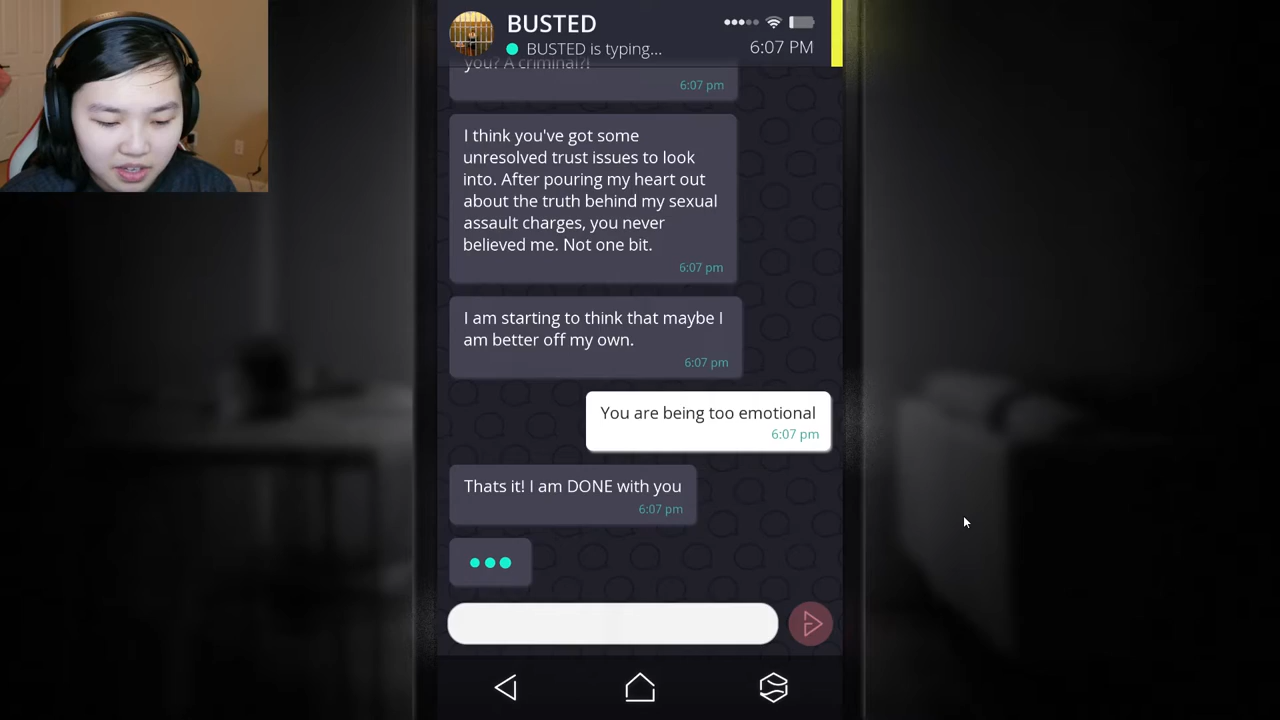 BUSTED
BUSTED is typing...
6:07 PM
you? A criminal?!
6:07 pm
I think you've got some
unresolved trust issues to look
into. After pouring my heart out
about the truth behind my sexual
assault charges, you never
believed me. Not one bit.
6:07 pm
I am starting to think that maybe I
am better off my own.
6:07 pm
You are being too emotional
6:07 pm
Thats it! I am DONE with you
6:07 pm